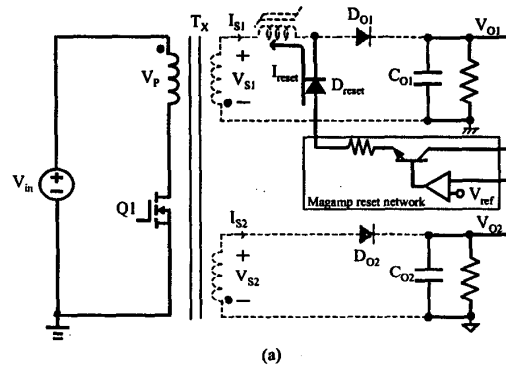 T_X
I_S1
D_O1
V_O1
V_P
V_S1
I_reset
D_reset
C_O1
V_in
Q1
V_ref
Magamp reset network
I_S2
V_O2
V_S2
D_O2
C_O2
(a)